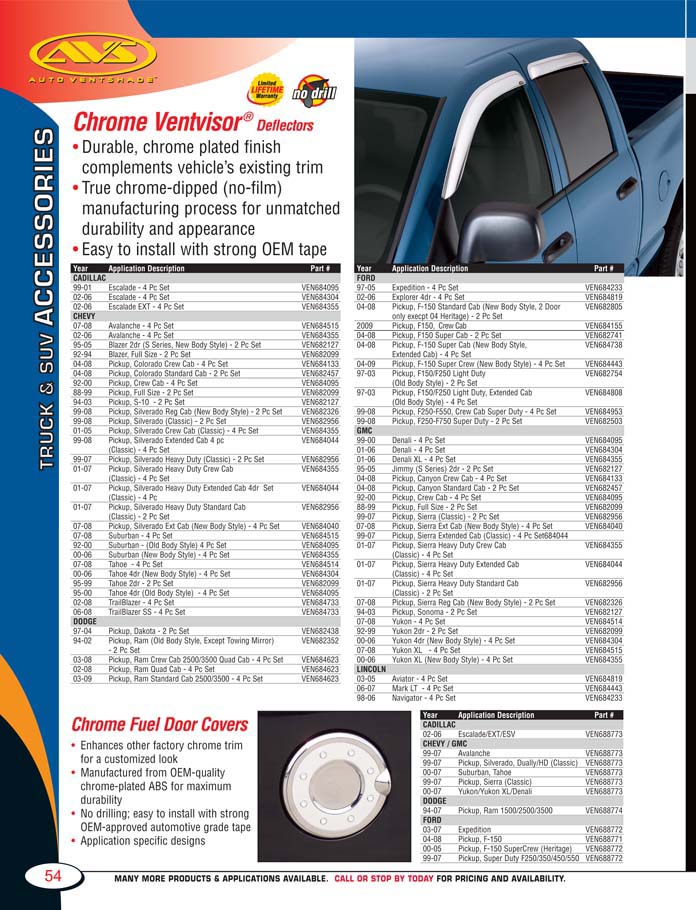 AVS
AUTO VENTSHADE™
Limited
LIFETIME
Warranty
no drill
TRUCK & SUV ACCESSORIES
Chrome Ventvisor® Deflectors
• Durable, chrome plated finish
complements vehicle's existing trim
• True chrome-dipped (no-film)
manufacturing process for unmatched
durability and appearance
• Easy to install with strong OEM tape
Year Application Description Part #
CADILLAC
99-01 Escalade - 4 Pc Set VEN684095
02-06 Escalade - 4 Pc Set VEN684304
02-06 Escalade EXT - 4 Pc Set VEN684355
CHEVY
07-08 Avalanche - 4 Pc Set VEN684515
02-06 Avalanche - 4 Pc Set VEN684355
95-05 Blazer 2dr (S Series, New Body Style) - 2 Pc Set VEN682127
92-94 Blazer, Full Size - 2 Pc Set VEN682099
04-08 Pickup, Colorado Crew Cab - 4 Pc Set VEN684133
04-08 Pickup, Colorado Standard Cab - 2 Pc Set VEN682457
92-00 Pickup, Crew Cab - 4 Pc Set VEN684095
88-99 Pickup, Full Size - 2 Pc Set VEN682099
94-03 Pickup, S-10 - 2 Pc Set VEN682127
99-08 Pickup, Silverado Reg Cab (New Body Style) - 2 Pc Set VEN682326
99-08 Pickup, Silverado (Classic) - 2 Pc Set VEN682956
01-05 Pickup, Silverado Crew Cab (Classic) - 4 Pc Set VEN684355
99-08 Pickup, Silverado Extended Cab 4 pc VEN684044
(Classic) - 4 Pc Set
99-07 Pickup, Silverado Heavy Duty (Classic) - 2 Pc Set VEN682956
01-07 Pickup, Silverado Heavy Duty Crew Cab VEN684355
(Classic) - 4 Pc Set
01-07 Pickup, Silverado Heavy Duty Extended Cab 4dr Set VEN684044
(Classic) - 4 Pc
01-07 Pickup, Silverado Heavy Duty Standard Cab VEN682956
(Classic) - 2 Pc Set
07-08 Pickup, Silverado Ext Cab (New Body Style) - 4 Pc Set VEN684040
07-08 Suburban - 4 Pc Set VEN684515
92-00 Suburban - (Old Body Style) 4 Pc Set VEN684095
00-06 Suburban (New Body Style) - 4 Pc Set VEN684355
07-08 Tahoe - 4 Pc Set VEN684514
00-06 Tahoe 4dr (New Body Style) - 4 Pc Set VEN684304
95-99 Tahoe 2dr - 2 Pc Set VEN682099
95-00 Tahoe 4dr (Old Body Style) - 4 Pc Set VEN684095
02-08 TrailBlazer - 4 Pc Set VEN684733
06-08 TrailBlazer SS - 4 Pc Set VEN684733
DODGE
97-04 Pickup, Dakota - 2 Pc Set VEN682438
94-02 Pickup, Ram (Old Body Style, Except Towing Mirror) VEN682352
- 2 Pc Set
03-08 Pickup, Ram Crew Cab 2500/3500 Quad Cab - 4 Pc Set VEN684623
02-08 Pickup, Ram Quad Cab - 4 Pc Set VEN684623
03-09 Pickup, Ram Standard Cab 2500/3500 - 4 Pc Set VEN684623
Year Application Description Part #
FORD
97-05 Expedition - 4 Pc Set VEN684233
02-06 Explorer 4dr - 4 Pc Set VEN684819
04-08 Pickup, F-150 Standard Cab (New Body Style, 2 Door VEN682805
only execpt 04 Heritage) - 2 Pc Set
2009 Pickup, F150, Crew Cab VEN684155
04-08 Pickup, F150 Super Cab - 2 Pc Set VEN682741
04-08 Pickup, F-150 Super Cab (New Body Style, VEN684738
Extended Cab) - 4 Pc Set
04-09 Pickup, F-150 Super Crew (New Body Style) - 4 Pc Set VEN684443
97-03 Pickup, F150/F250 Light Duty VEN682754
(Old Body Style) - 2 Pc Set
97-03 Pickup, F150/F250 Light Duty, Extended Cab VEN684808
(Old Body Style) - 4 Pc Set
99-08 Pickup, F250-F550, Crew Cab Super Duty - 4 Pc Set VEN684953
99-08 Pickup, F250-F750 Super Duty - 2 Pc Set VEN682503
GMC
99-00 Denali - 4 Pc Set VEN684095
01-06 Denali - 4 Pc Set VEN684304
01-06 Denali XL - 4 Pc Set VEN684355
95-05 Jimmy (S Series) 2dr - 2 Pc Set VEN682127
04-08 Pickup, Canyon Crew Cab - 4 Pc Set VEN684133
04-08 Pickup, Canyon Standard Cab - 2 Pc Set VEN682457
92-00 Pickup, Crew Cab - 4 Pc Set VEN684095
88-99 Pickup, Full Size - 2 Pc Set VEN682099
99-07 Pickup, Sierra (Classic) - 2 Pc Set VEN682956
07-08 Pickup, Sierra Ext Cab (New Body Style) - 4 Pc Set VEN684040
99-07 Pickup, Sierra Extended Cab (Classic) - 4 Pc Set684044
01-07 Pickup, Sierra Heavy Duty Crew Cab VEN684355
(Classic) - 4 Pc Set
01-07 Pickup, Sierra Heavy Duty Extended Cab VEN684044
(Classic) - 4 Pc Set
01-07 Pickup, Sierra Heavy Duty Standard Cab VEN682956
(Classic) - 2 Pc Set
07-08 Pickup, Sierra Reg Cab (New Body Style) - 2 Pc Set VEN682326
94-03 Pickup, Sonoma - 2 Pc Set VEN682127
07-08 Yukon - 4 Pc Set VEN684514
92-99 Yukon 2dr - 2 Pc Set VEN682099
00-06 Yukon 4dr (New Body Style) - 4 Pc Set VEN684304
07-08 Yukon XL - 4 Pc Set VEN684515
00-06 Yukon XL (New Body Style) - 4 Pc Set VEN684355
LINCOLN
03-05 Aviator - 4 Pc Set VEN684819
06-07 Mark LT - 4 Pc Set VEN684443
98-06 Navigator - 4 Pc Set VEN684233
Chrome Fuel Door Covers
• Enhances other factory chrome trim
for a customized look
• Manufactured from OEM-quality
chrome-plated ABS for maximum
durability
• No drilling; easy to install with strong
OEM-approved automotive grade tape
• Application specific designs
Year Application Description Part #
CADILLAC
02-06 Escalade/EXT/ESV VEN688773
CHEVY / GMC
99-07 Avalanche VEN688773
99-07 Pickup, Silverado, Dually/HD (Classic) VEN688773
00-07 Suburban, Tahoe VEN688773
99-07 Pickup, Sierra (Classic) VEN688773
00-07 Yukon/Yukon XL/Denali VEN688773
DODGE
94-07 Pickup, Ram 1500/2500/3500 VEN688774
FORD
03-07 Expedition VEN688772
04-08 Pickup, F-150 VEN688771
00-05 Pickup, F-150 SuperCrew (Heritage) VEN688772
99-07 Pickup, Super Duty F250/350/450/550 VEN688772
54
MANY MORE PRODUCTS & APPLICATIONS AVAILABLE. CALL OR STOP BY TODAY FOR PRICING AND AVAILABILITY.